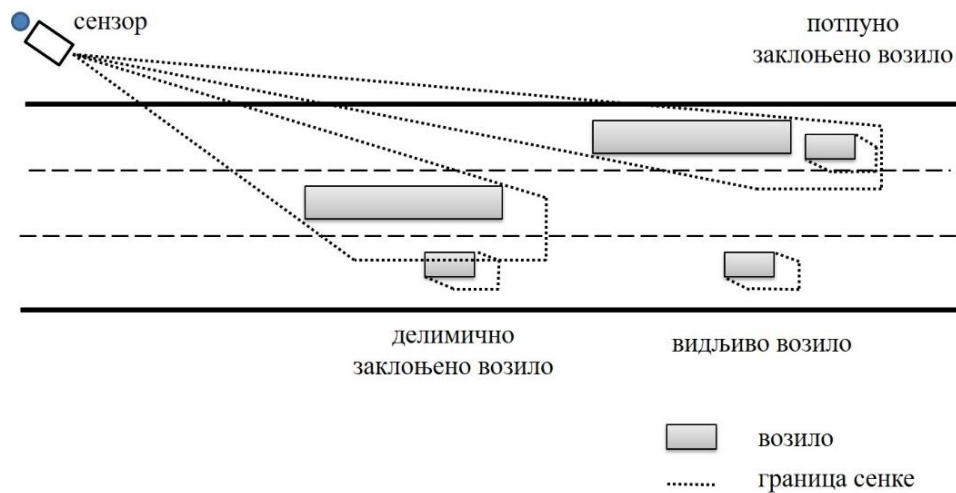 сензор
потпуно
заклоњено возило
делимично
заклоњено возило
видљиво возило
возило
граница сенке